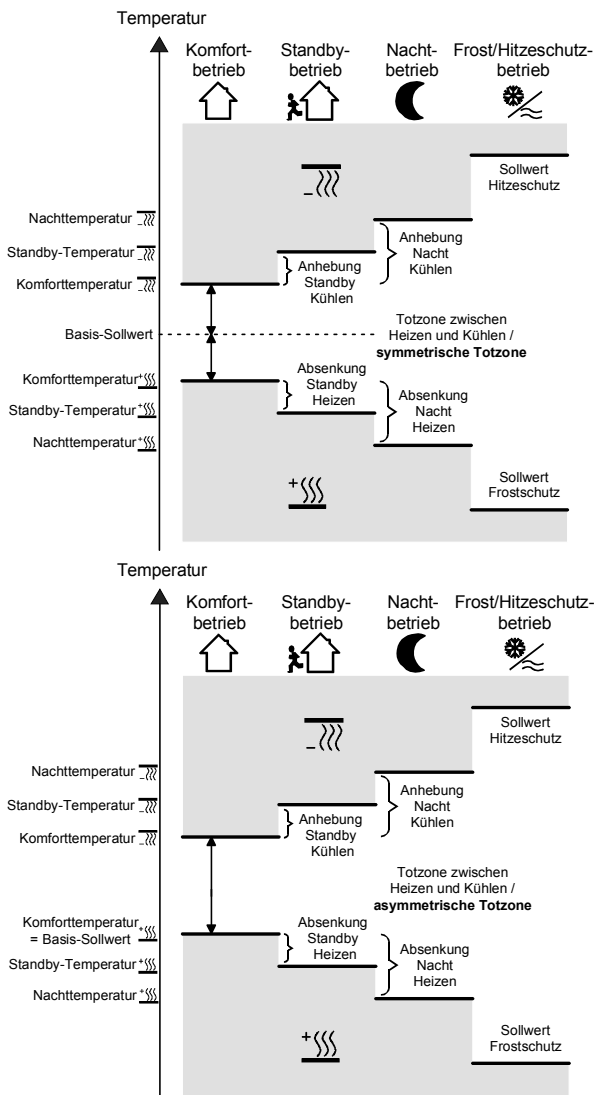 Temperatur
Komfort-
betrieb
Standby-
betrieb
Nacht-
betrieb
Frost/Hitzeschutz-
betrieb
Sollwert
Hitzeschutz
Nachttemperatur
Standby-Temperatur
Komforttemperatur
Anhebung
Standby
Kühlen
Anhebung
Nacht
Kühlen
Basis-Sollwert
Totzone zwischen
Heizen und Kühlen /
symmetrische Totzone
Komforttemperatur
Standby-Temperatur
Nachttemperatur
Absenkung
Standby
Heizen
Absenkung
Nacht
Heizen
Sollwert
Frostschutz
Temperatur
Komfort-
betrieb
Standby-
betrieb
Nacht-
betrieb
Frost/Hitzeschutz-
betrieb
Sollwert
Hitzeschutz
Nachttemperatur
Standby-Temperatur
Komforttemperatur
Anhebung
Standby
Kühlen
Anhebung
Nacht
Kühlen
Totzone zwischen
Heizen und Kühlen /
asymmetrische Totzone
Komforttemperatur
= Basis-Sollwert
Standby-Temperatur
Nachttemperatur
Absenkung
Standby
Heizen
Absenkung
Nacht
Heizen
Sollwert
Frostschutz